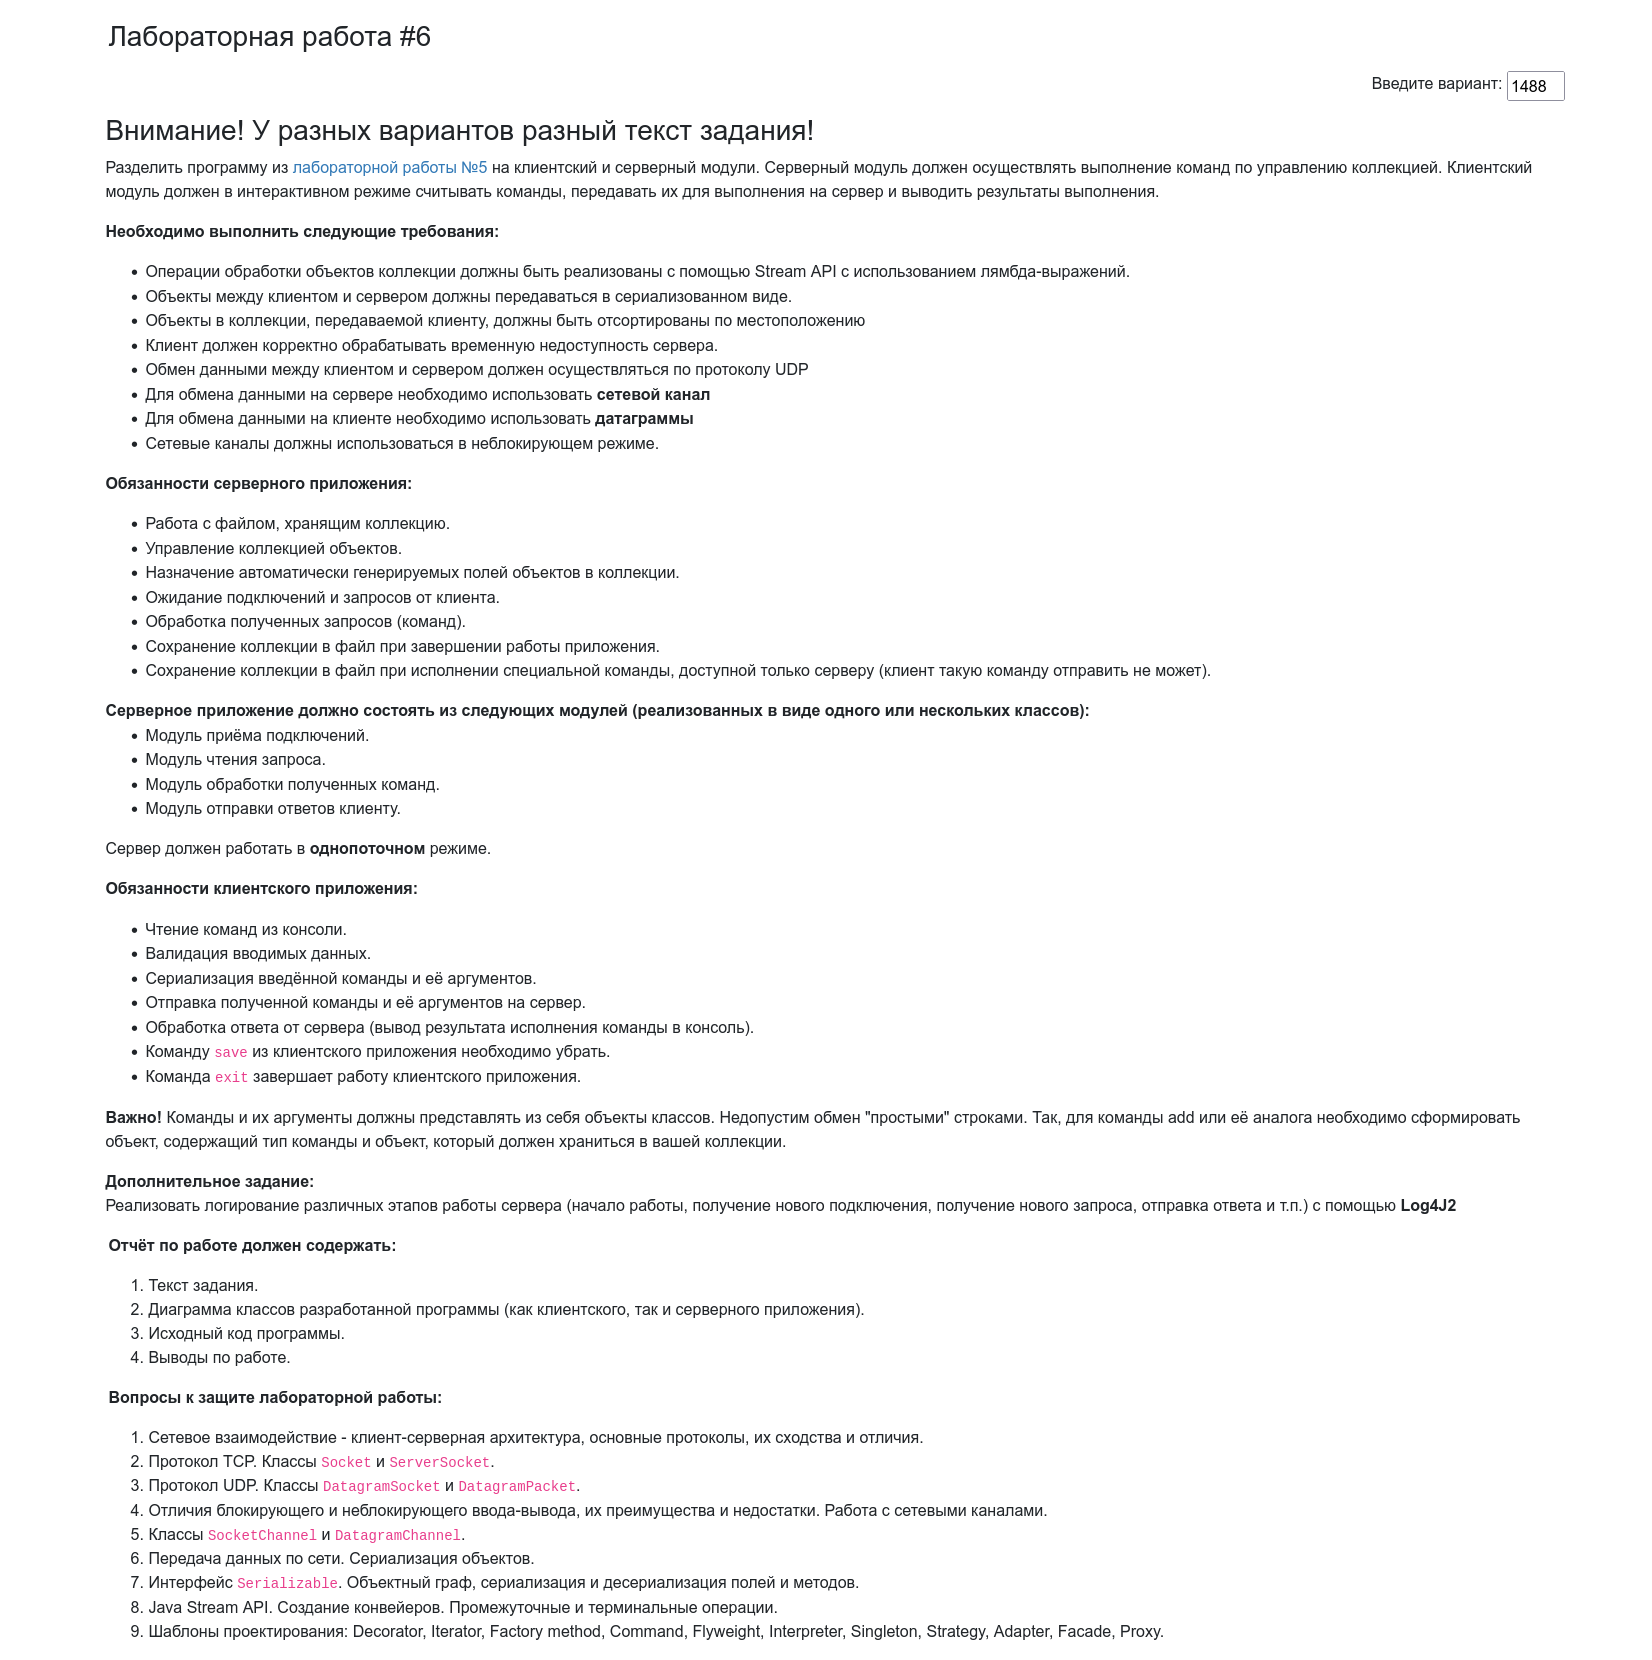 Лабораторная работа #6
Введите вариант: 1488
Внимание! У разных вариантов разный текст задания!
Разделить программу из лабораторной работы №5 на клиентский и серверный модули. Серверный модуль должен осуществлять выполнение команд по управлению коллекцией. Клиентский
модуль должен в интерактивном режиме считывать команды, передавать их для выполнения на сервер и выводить результаты выполнения.
Необходимо выполнить следующие требования:
• Операции обработки объектов коллекции должны быть реализованы с помощью Stream API с использованием лямбда-выражений.
• Объекты между клиентом и сервером должны передаваться в сериализованном виде.
• Объекты в коллекции, передаваемой клиенту, должны быть отсортированы по местоположению
• Клиент должен корректно обрабатывать временную недоступность сервера.
• Обмен данными между клиентом и сервером должен осуществляться по протоколу UDP
• Для обмена данными на сервере необходимо использовать сетевой канал
• Для обмена данными на клиенте необходимо использовать датаграммы
• Сетевые каналы должны использоваться в неблокирующем режиме.
Обязанности серверного приложения:
• Работа с файлом, хранящим коллекцию.
• Управление коллекцией объектов.
• Назначение автоматически генерируемых полей объектов в коллекции.
• Ожидание подключений и запросов от клиента.
• Обработка полученных запросов (команд).
• Сохранение коллекции в файл при завершении работы приложения.
• Сохранение коллекции в файл при исполнении специальной команды, доступной только серверу (клиент такую команду отправить не может).
Серверное приложение должно состоять из следующих модулей (реализованных в виде одного или нескольких классов):
• Модуль приёма подключений.
• Модуль чтения запроса.
• Модуль обработки полученных команд.
• Модуль отправки ответов клиенту.
Сервер должен работать в однопоточном режиме.
Обязанности клиентского приложения:
• Чтение команд из консоли.
• Валидация вводимых данных.
• Сериализация введённой команды и её аргументов.
• Отправка полученной команды и её аргументов на сервер.
• Обработка ответа от сервера (вывод результата исполнения команды в консоль).
• Команду save из клиентского приложения необходимо убрать.
• Команда exit завершает работу клиентского приложения.
Важно! Команды и их аргументы должны представлять из себя объекты классов. Недопустим обмен "простыми" строками. Так, для команды add или её аналога необходимо сформировать
объект, содержащий тип команды и объект, который должен храниться в вашей коллекции.
Дополнительное задание:
Реализовать логирование различных этапов работы сервера (начало работы, получение нового подключения, получение нового запроса, отправка ответа и т.п.) с помощью Log4J2
Отчёт по работе должен содержать:
1. Текст задания.
2. Диаграмма классов разработанной программы (как клиентского, так и серверного приложения).
3. Исходный код программы.
4. Выводы по работе.
Вопросы к защите лабораторной работы:
1. Сетевое взаимодействие - клиент-серверная архитектура, основные протоколы, их сходства и отличия.
2. Протокол TCP. Классы Socket и ServerSocket.
3. Протокол UDP. Классы DatagramSocket и DatagramPacket.
4. Отличия блокирующего и неблокирующего ввода-вывода, их преимущества и недостатки. Работа с сетевыми каналами.
5. Классы SocketChannel и DatagramChannel.
6. Передача данных по сети. Сериализация объектов.
7. Интерфейс Serializable. Объектный граф, сериализация и десериализация полей и методов.
8. Java Stream API. Создание конвейеров. Промежуточные и терминальные операции.
9. Шаблоны проектирования: Decorator, Iterator, Factory method, Command, Flyweight, Interpreter, Singleton, Strategy, Adapter, Facade, Proxy.